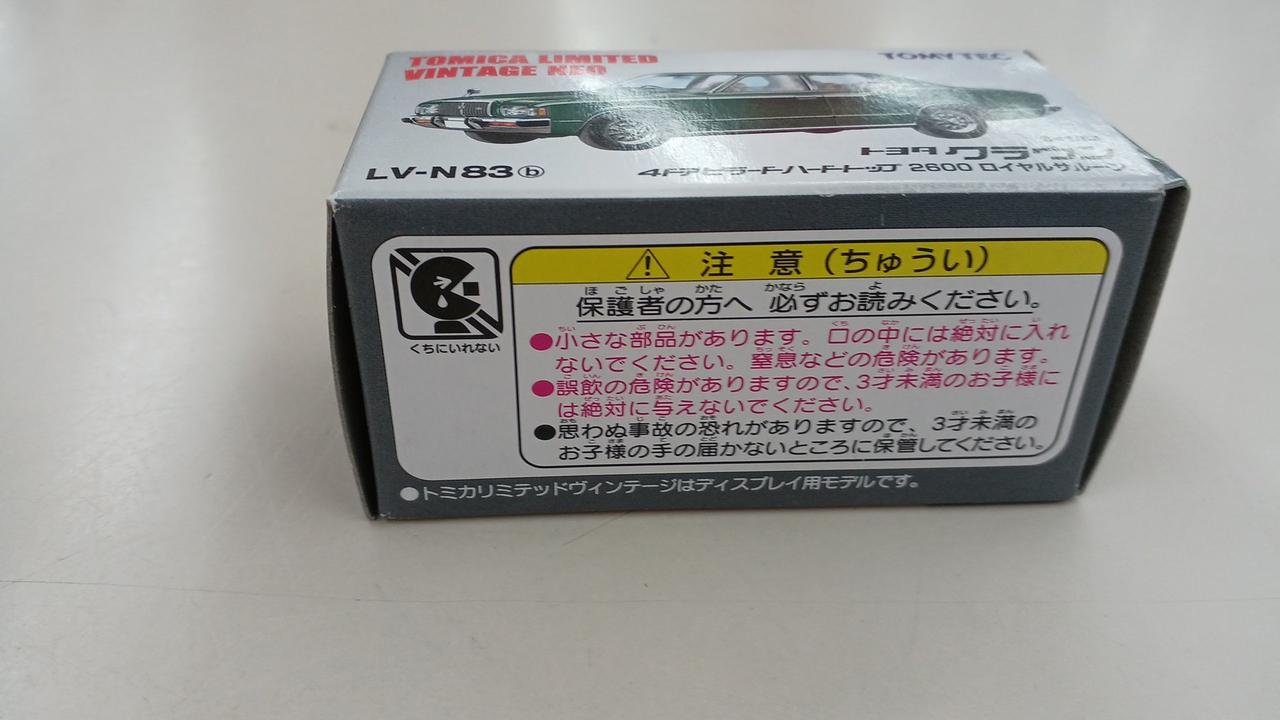 TOMICA LIMITED
VINTAGE NEO
TOMYTEC
トヨタ クラウン
LV-N83ⓑ
4ドアピラードハードトップ 2600 ロイヤルサルーン
⚠ 注 意（ちゅうい）
保護者の方へ 必ずお読みください。
●小さな部品があります。口の中には絶対に入れ
ないでください。窒息などの危険があります。
●誤飲の危険がありますので、3才未満のお子様に
は絶対に与えないでください。
●思わぬ事故の恐れがありますので、3才未満の
お子様の手の届かないところに保管してください。
くちにいれない
●トミカリミテッドヴィンテージはディスプレイ用モデルです。